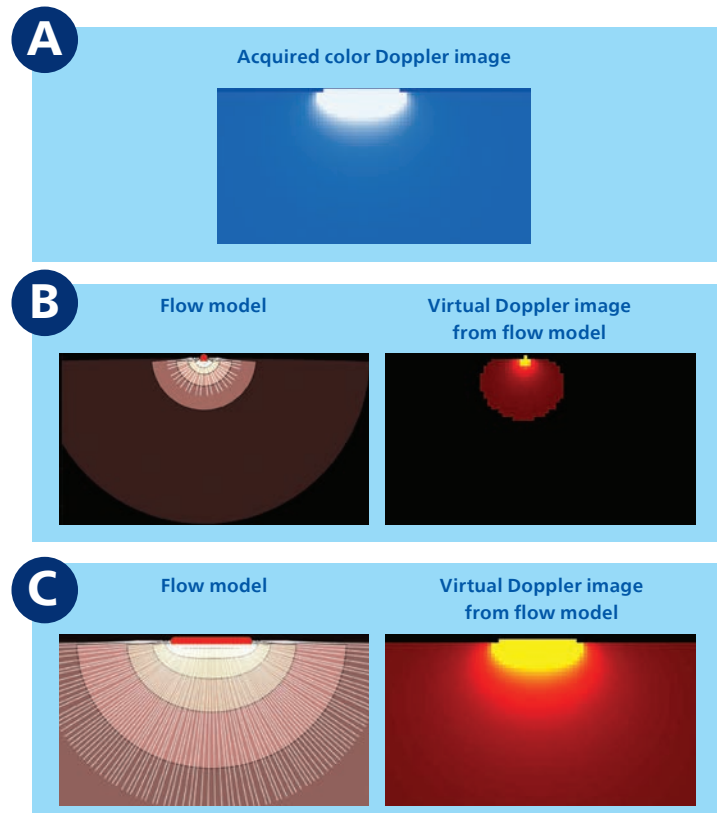 A
Acquired color Doppler image
B
Flow model
Virtual Doppler image
from flow model
C
Flow model
Virtual Doppler image
from flow model